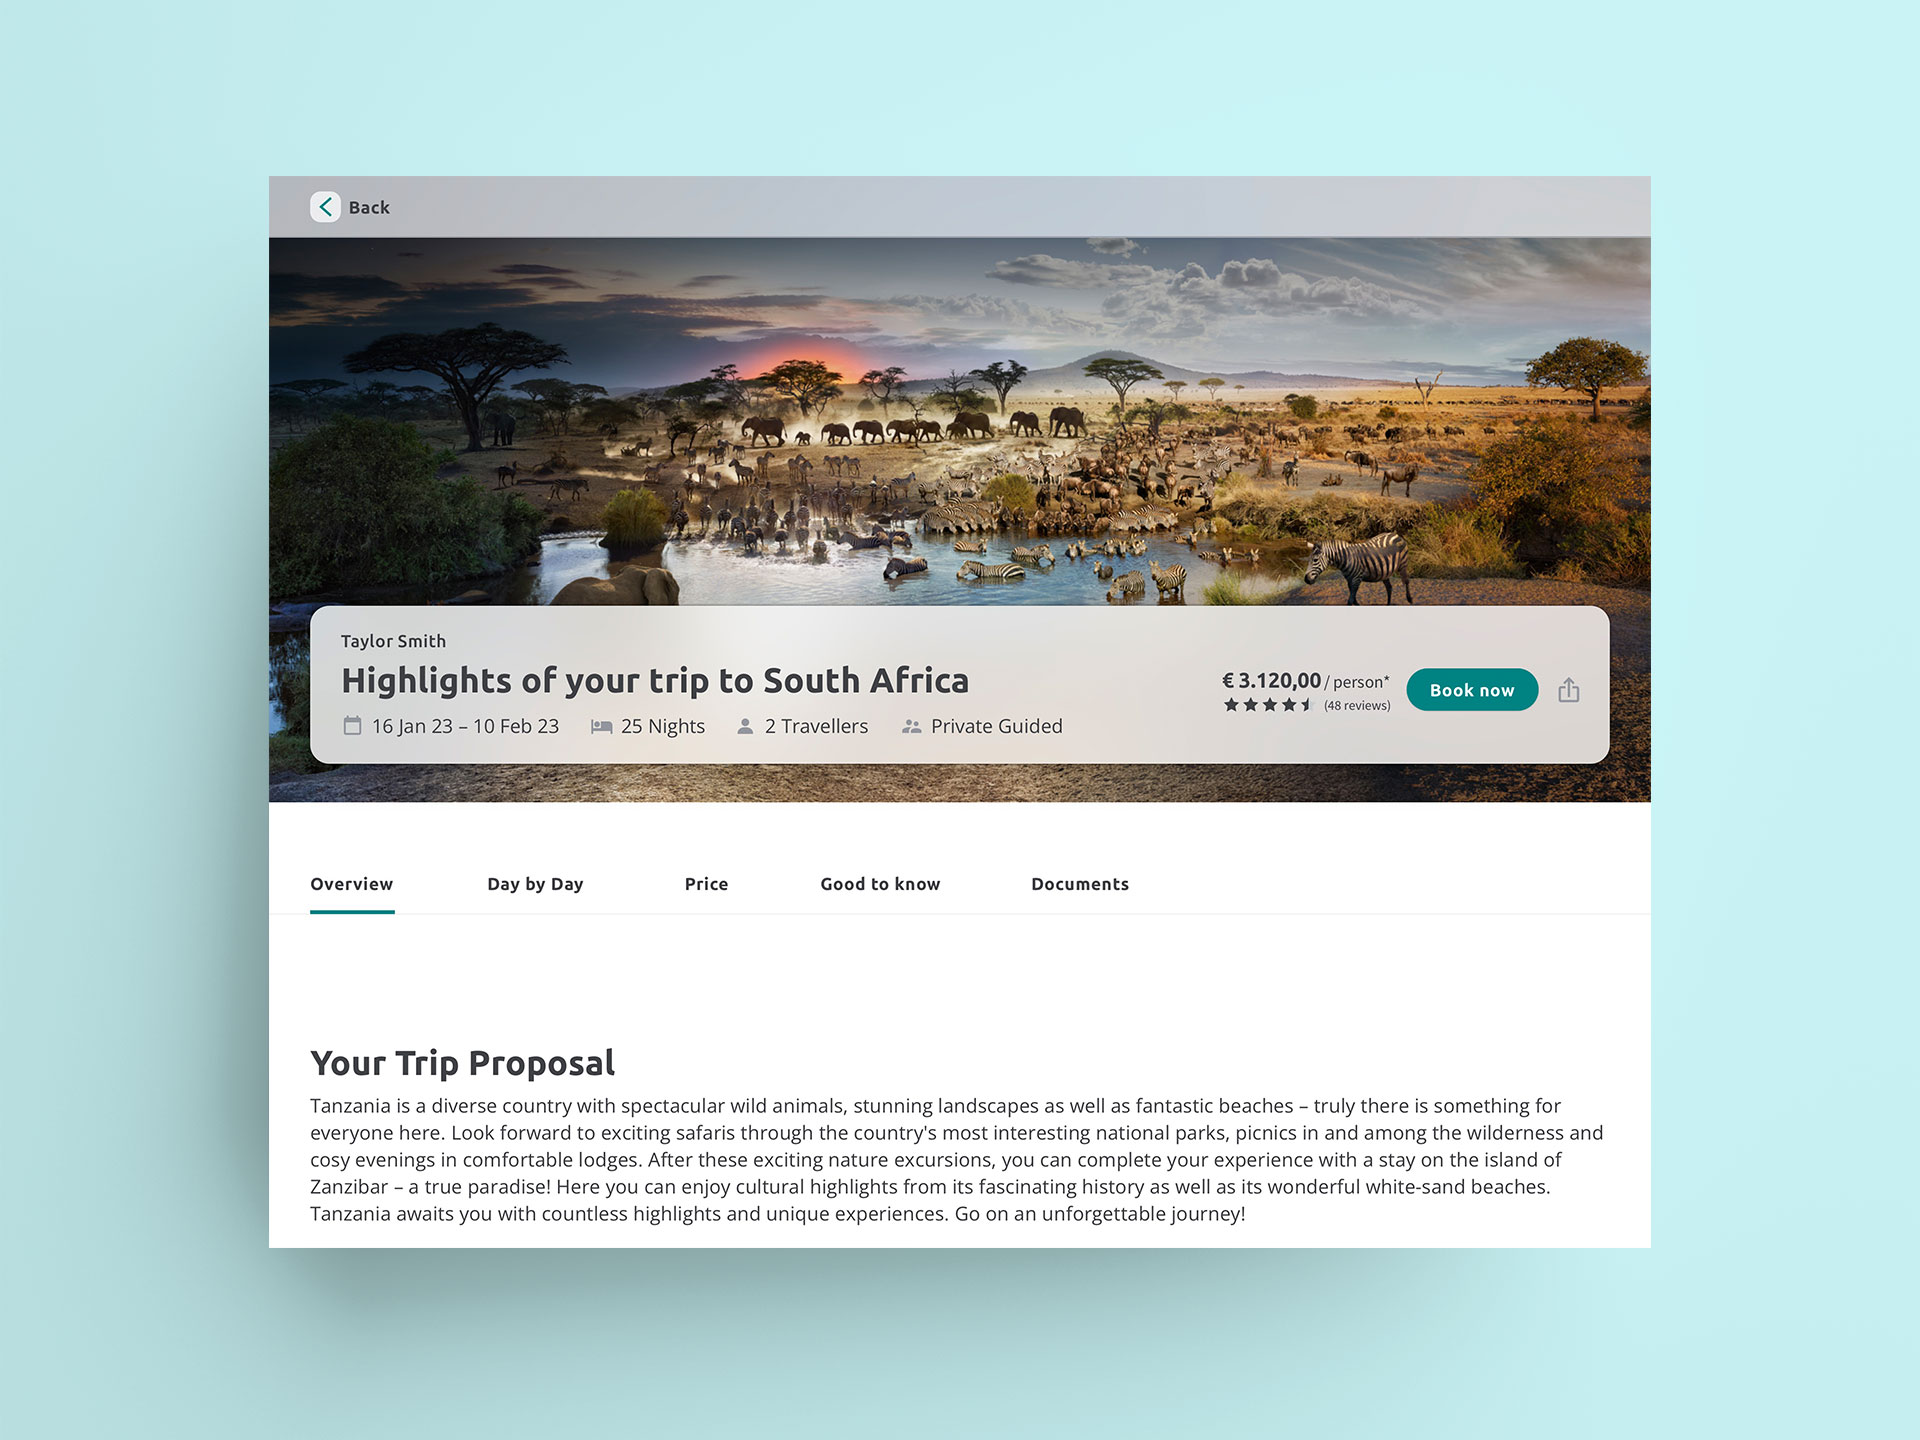 Back
Taylor Smith
Highlights of your trip to South Africa
16 Jan 23 – 10 Feb 23 25 Nights 2 Travellers Private Guided
€ 3.120,00 / person*
(48 reviews)
Book now
Overview Day by Day Price Good to know Documents
Your Trip Proposal
Tanzania is a diverse country with spectacular wild animals, stunning landscapes as well as fantastic beaches – truly there is something for
everyone here. Look forward to exciting safaris through the country's most interesting national parks, picnics in and among the wilderness and
cosy evenings in comfortable lodges. After these exciting nature excursions, you can complete your experience with a stay on the island of
Zanzibar – a true paradise! Here you can enjoy cultural highlights from its fascinating history as well as its wonderful white-sand beaches.
Tanzania awaits you with countless highlights and unique experiences. Go on an unforgettable journey!